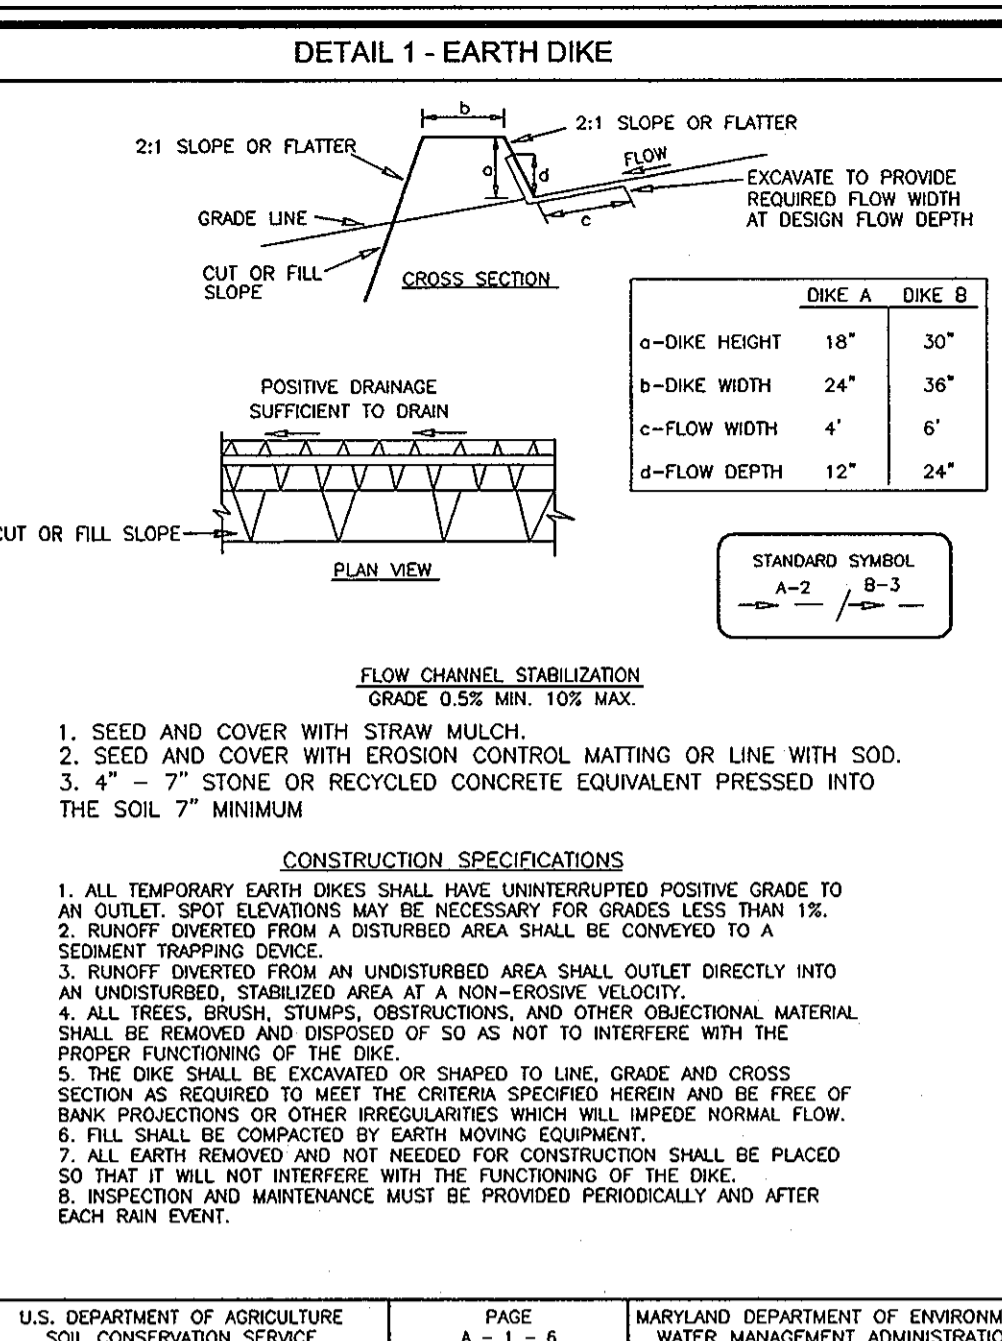 DETAIL 1 - EARTH DIKE
b
2:1 SLOPE OR FLATTER
2:1 SLOPE OR FLATTER
FLOW
a
d
EXCAVATE TO PROVIDE
REQUIRED FLOW WIDTH
AT DESIGN FLOW DEPTH
GRADE LINE
c
CUT OR FILL
SLOPE
CROSS SECTION
DIKE A DIKE B
a-DIKE HEIGHT 18" 30"
b-DIKE WIDTH 24" 36"
c-FLOW WIDTH 4' 6'
d-FLOW DEPTH 12" 24"
POSITIVE DRAINAGE
SUFFICIENT TO DRAIN
CUT OR FILL SLOPE
PLAN VIEW
STANDARD SYMBOL
A-2 / B-3
FLOW CHANNEL STABILIZATION
GRADE 0.5% MIN. 10% MAX.
1. SEED AND COVER WITH STRAW MULCH.
2. SEED AND COVER WITH EROSION CONTROL MATTING OR LINE WITH SOD.
3. 4" - 7" STONE OR RECYCLED CONCRETE EQUIVALENT PRESSED INTO
THE SOIL 7" MINIMUM
CONSTRUCTION SPECIFICATIONS
1. ALL TEMPORARY EARTH DIKES SHALL HAVE UNINTERRUPTED POSITIVE GRADE TO
AN OUTLET. SPOT ELEVATIONS MAY BE NECESSARY FOR GRADES LESS THAN 1%.
2. RUNOFF DIVERTED FROM A DISTURBED AREA SHALL BE CONVEYED TO A
SEDIMENT TRAPPING DEVICE.
3. RUNOFF DIVERTED FROM AN UNDISTURBED AREA SHALL OUTLET DIRECTLY INTO
AN UNDISTURBED, STABILIZED AREA AT A NON-EROSIVE VELOCITY.
4. ALL TREES, BRUSH, STUMPS, OBSTRUCTIONS, AND OTHER OBJECTIONAL MATERIAL
SHALL BE REMOVED AND DISPOSED OF SO AS NOT TO INTERFERE WITH THE
PROPER FUNCTIONING OF THE DIKE.
5. THE DIKE SHALL BE EXCAVATED OR SHAPED TO LINE, GRADE AND CROSS
SECTION AS REQUIRED TO MEET THE CRITERIA SPECIFIED HEREIN AND BE FREE OF
BANK PROJECTIONS OR OTHER IRREGULARITIES WHICH WILL IMPEDE NORMAL FLOW.
6. FILL SHALL BE COMPACTED BY EARTH MOVING EQUIPMENT.
7. ALL EARTH REMOVED AND NOT NEEDED FOR CONSTRUCTION SHALL BE PLACED
SO THAT IT WILL NOT INTERFERE WITH THE FUNCTIONING OF THE DIKE.
8. INSPECTION AND MAINTENANCE MUST BE PROVIDED PERIODICALLY AND AFTER
EACH RAIN EVENT.
U.S. DEPARTMENT OF AGRICULTURE
SOIL CONSERVATION SERVICE
PAGE
A - 1 - 6
MARYLAND DEPARTMENT OF ENVIRONM
WATER MANAGEMENT ADMINISTRATIO